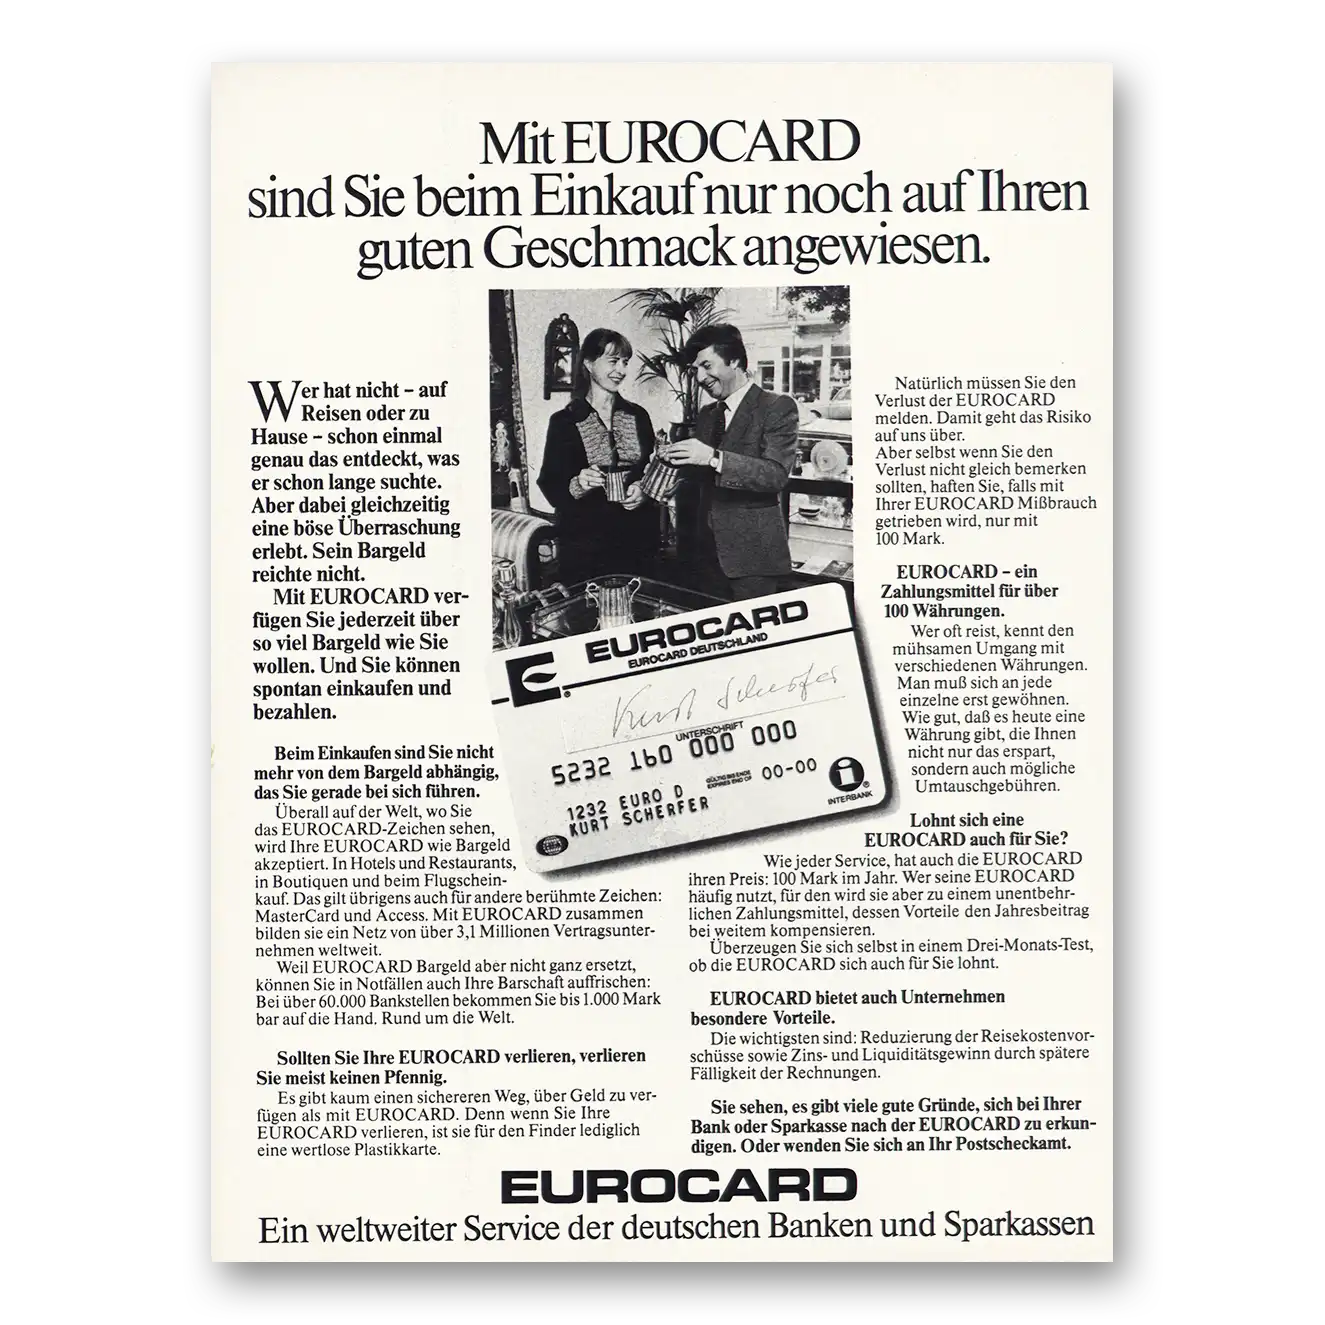 Mit EUROCARD
sind Sie beim Einkauf nur noch auf Ihren
guten Geschmack angewiesen.
Wer hat nicht – auf
Reisen oder zu
Hause – schon einmal
genau das entdeckt, was
er schon lange suchte.
Aber dabei gleichzeitig
eine böse Überraschung
erlebt. Sein Bargeld
reichte nicht.
Mit EUROCARD ver-
fügen Sie jederzeit über
so viel Bargeld wie Sie
wollen. Und Sie können
spontan einkaufen und
bezahlen.
Beim Einkaufen sind Sie nicht
mehr von dem Bargeld abhängig,
das Sie gerade bei sich führen.
Überall auf der Welt, wo Sie
das EUROCARD-Zeichen sehen,
wird Ihre EUROCARD wie Bargeld
akzeptiert. In Hotels und Restaurants,
in Boutiquen und beim Flugschein-
kauf. Das gilt übrigens auch für andere berühmte Zeichen:
MasterCard und Access. Mit EUROCARD zusammen
bilden sie ein Netz von über 3,1 Millionen Vertragsunter-
nehmen weltweit.
Weil EUROCARD Bargeld aber nicht ganz ersetzt,
können Sie in Notfällen auch Ihre Barschaft auffrischen:
Bei über 60.000 Bankstellen bekommen Sie bis 1.000 Mark
bar auf die Hand. Rund um die Welt.
Sollten Sie Ihre EUROCARD verlieren, verlieren
Sie meist keinen Pfennig.
Es gibt kaum einen sichereren Weg, über Geld zu ver-
fügen als mit EUROCARD. Denn wenn Sie Ihre
EUROCARD verlieren, ist sie für den Finder lediglich
eine wertlose Plastikkarte.
EUROCARD
EUROCARD DEUTSCHLAND
Kurt Scherfer
UNTERSCHRIFT
5232 160 000 000
GÜLTIG BIS ENDE
EXPIRES END OF
00-00
1232 EURO D
KURT SCHERFER
INTERBANK
Natürlich müssen Sie den
Verlust der EUROCARD
melden. Damit geht das Risiko
auf uns über.
Aber selbst wenn Sie den
Verlust nicht gleich bemerken
sollten, haften Sie, falls mit
Ihrer EUROCARD Mißbrauch
getrieben wird, nur mit
100 Mark.
EUROCARD – ein
Zahlungsmittel für über
100 Währungen.
Wer oft reist, kennt den
mühsamen Umgang mit
verschiedenen Währungen.
Man muß sich an jede
einzelne erst gewöhnen.
Wie gut, daß es heute eine
Währung gibt, die Ihnen
nicht nur das erspart,
sondern auch mögliche
Umtauschgebühren.
Lohnt sich eine
EUROCARD auch für Sie?
Wie jeder Service, hat auch die EUROCARD
ihren Preis: 100 Mark im Jahr. Wer seine EUROCARD
häufig nutzt, für den wird sie aber zu einem unentbehr-
lichen Zahlungsmittel, dessen Vorteile den Jahresbeitrag
bei weitem kompensieren.
Überzeugen Sie sich selbst in einem Drei-Monats-Test,
ob die EUROCARD sich auch für Sie lohnt.
EUROCARD bietet auch Unternehmen
besondere Vorteile.
Die wichtigsten sind: Reduzierung der Reisekostenvor-
schüsse sowie Zins- und Liquiditätsgewinn durch spätere
Fälligkeit der Rechnungen.
Sie sehen, es gibt viele gute Gründe, sich bei Ihrer
Bank oder Sparkasse nach der EUROCARD zu erkun-
digen. Oder wenden Sie sich an Ihr Postscheckamt.
EUROCARD
Ein weltweiter Service der deutschen Banken und Sparkassen